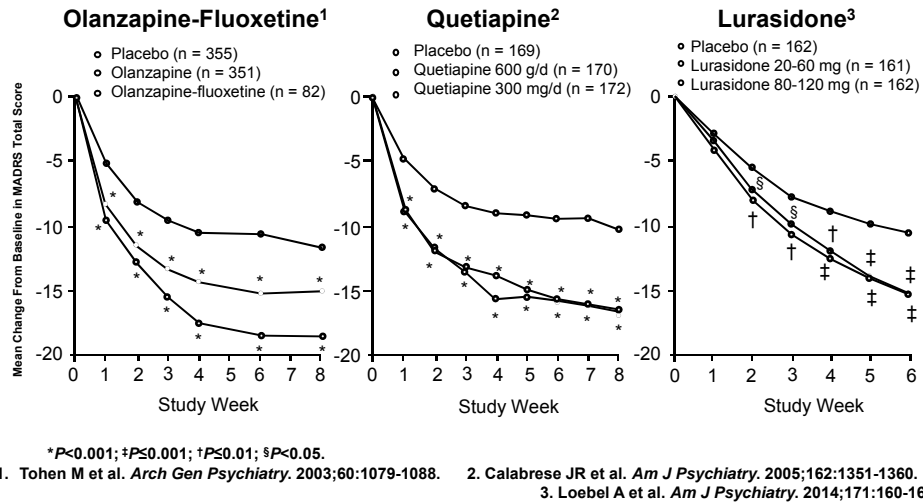 Olanzapine-Fluoxetine¹
Placebo (n = 355)
Olanzapine (n = 351)
Olanzapine-fluoxetine (n = 82)
Quetiapine²
Placebo (n = 169)
Quetiapine 600 g/d (n = 170)
Quetiapine 300 mg/d (n = 172)
Lurasidone³
Placebo (n = 162)
Lurasidone 20-60 mg (n = 161)
Lurasidone 80-120 mg (n = 162)
Mean Change From Baseline in MADRS Total Score
0
-5
-10
-15
-20
* * * * * *
* * * * * *
0 1 2 3 4 5 6 7 8
Study Week
0
-5
-10
-15
-20
* * * * * * * *
* * * * * * *
0 1 2 3 4 5 6 7 8
Study Week
0
-5
-10
-15
-20
§ § † ‡ ‡
† † ‡ ‡ ‡
0 1 2 3 4 5 6
Study Week
*P<0.001; ‡P≤0.001; †P≤0.01; §P<0.05.
1. Tohen M et al. Arch Gen Psychiatry. 2003;60:1079-1088. 2. Calabrese JR et al. Am J Psychiatry. 2005;162:1351-1360.
3. Loebel A et al. Am J Psychiatry. 2014;171:160-16